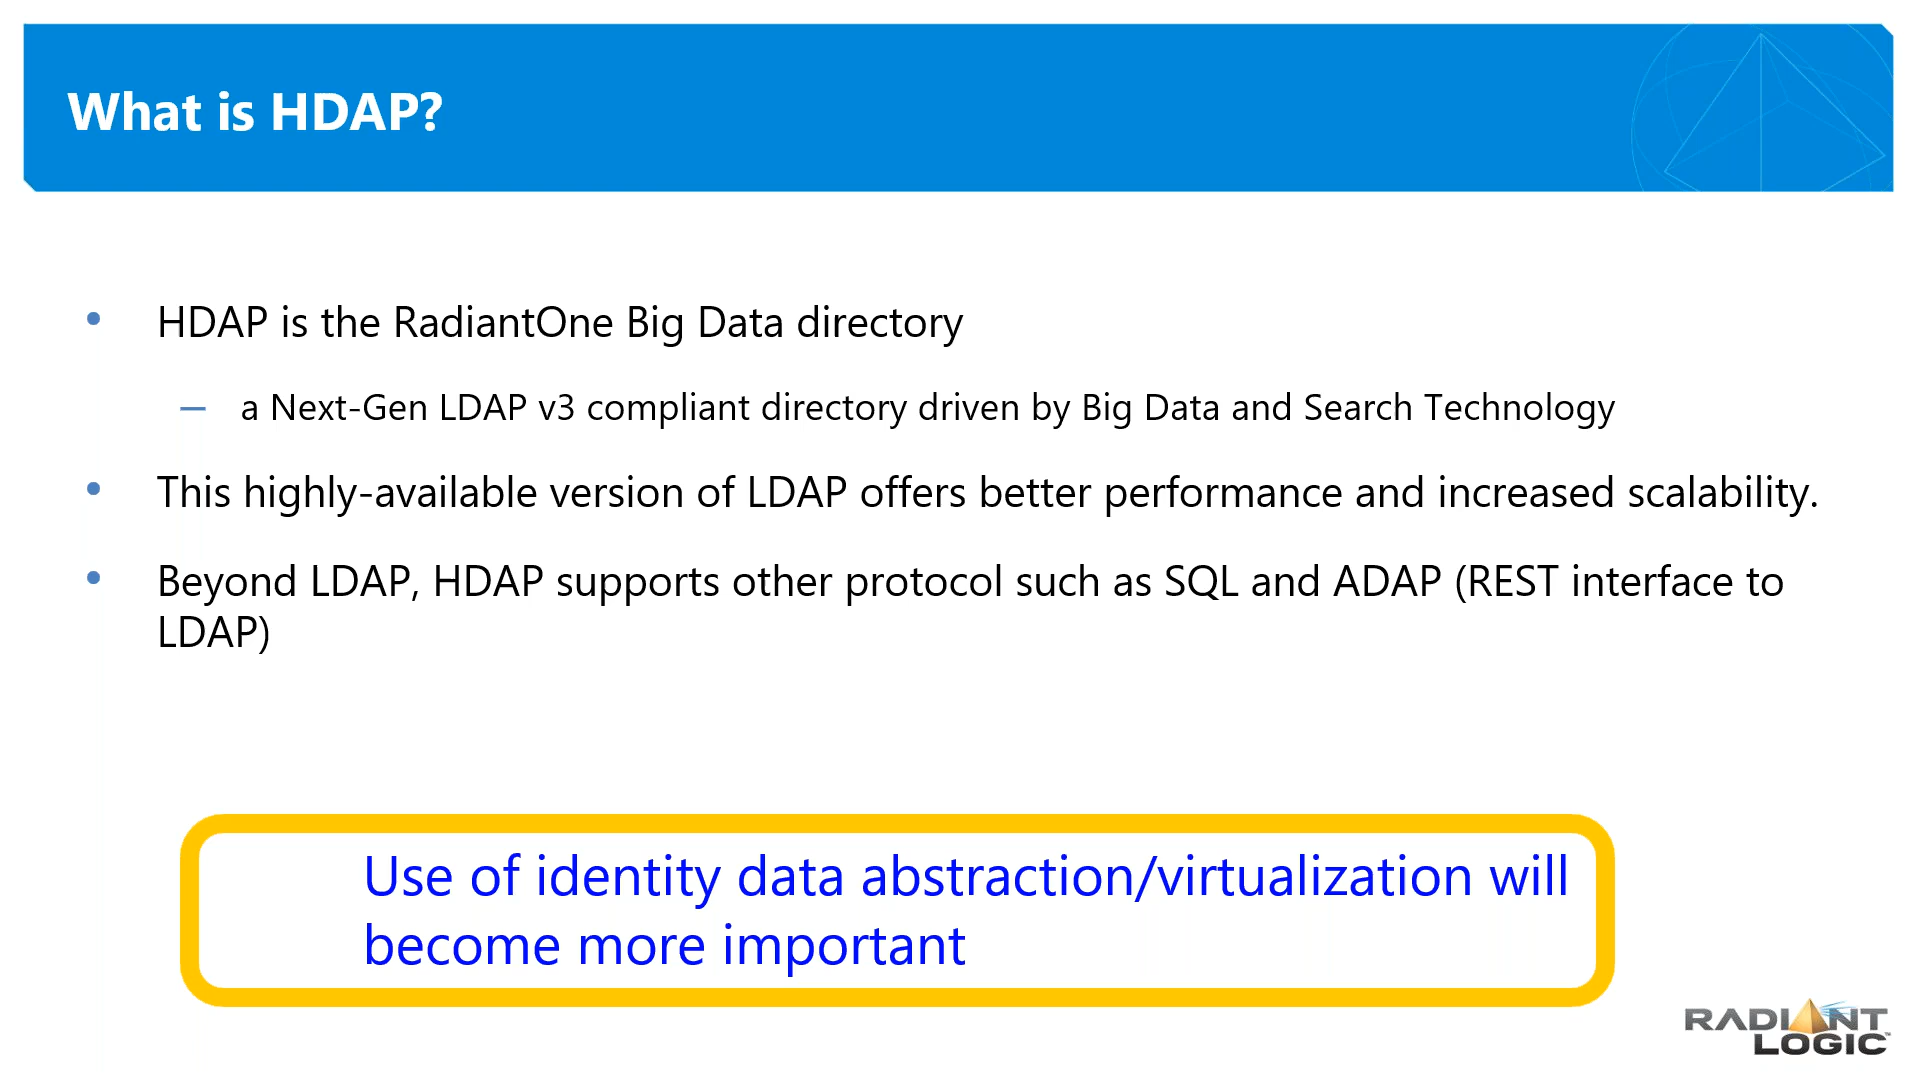 What is HDAP?
• HDAP is the RadiantOne Big Data directory
– a Next-Gen LDAP v3 compliant directory driven by Big Data and Search Technology
• This highly-available version of LDAP offers better performance and increased scalability.
• Beyond LDAP, HDAP supports other protocol such as SQL and ADAP (REST interface to
LDAP)
Use of identity data abstraction/virtualization will
become more important
RADIANT
LOGIC™